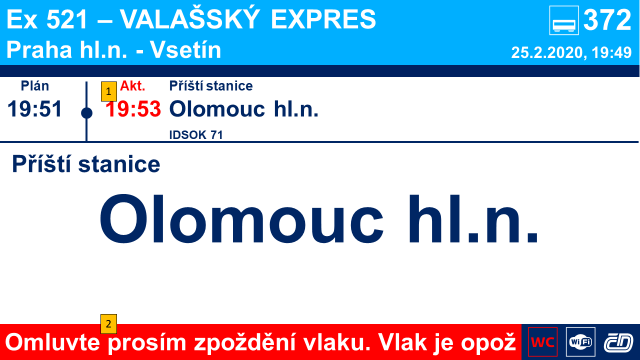 Ex 521 – VALAŠSKÝ EXPRES
372
Praha hl.n. - Vsetín
25.2.2020, 19:49
Plán
1
Akt.
Příští stanice
19:51
19:53
Olomouc hl.n.
IDSOK 71
Příští stanice
Olomouc hl.n.
2
Omluvte prosím zpoždění vlaku. Vlak je opož
WC
WiFi
ČD